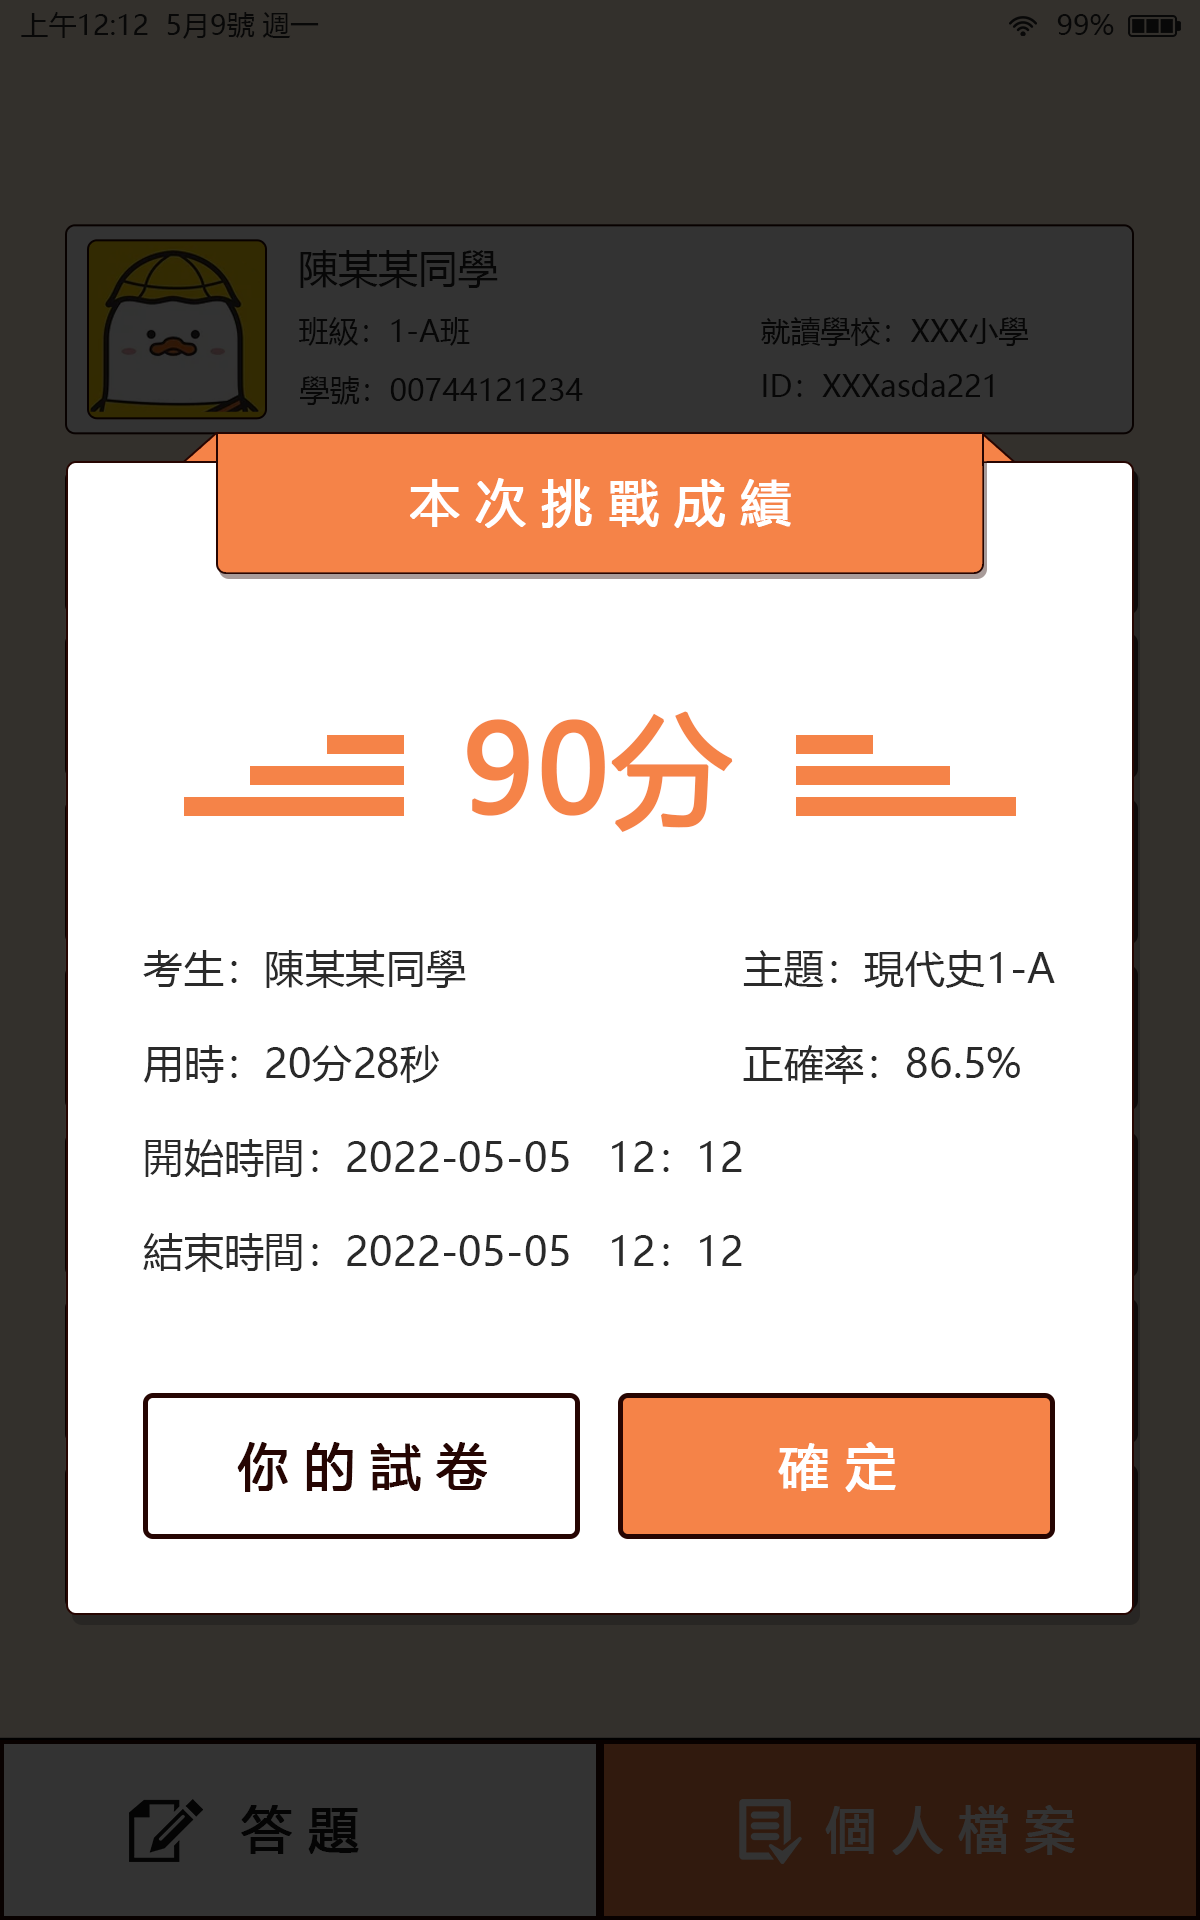 上午12:12 5月9號 週一 99%
陳某某同學
班級：1-A班 就讀學校：XXX小學
學號：00744121234 ID：XXXasda221
本次挑戰成績
90分
考生：陳某某同學 主題：現代史1-A
用時：20分28秒 正確率：86.5%
開始時間：2022-05-05 12：12
結束時間：2022-05-05 12：12
你的試卷 確定
答題 個人檔案